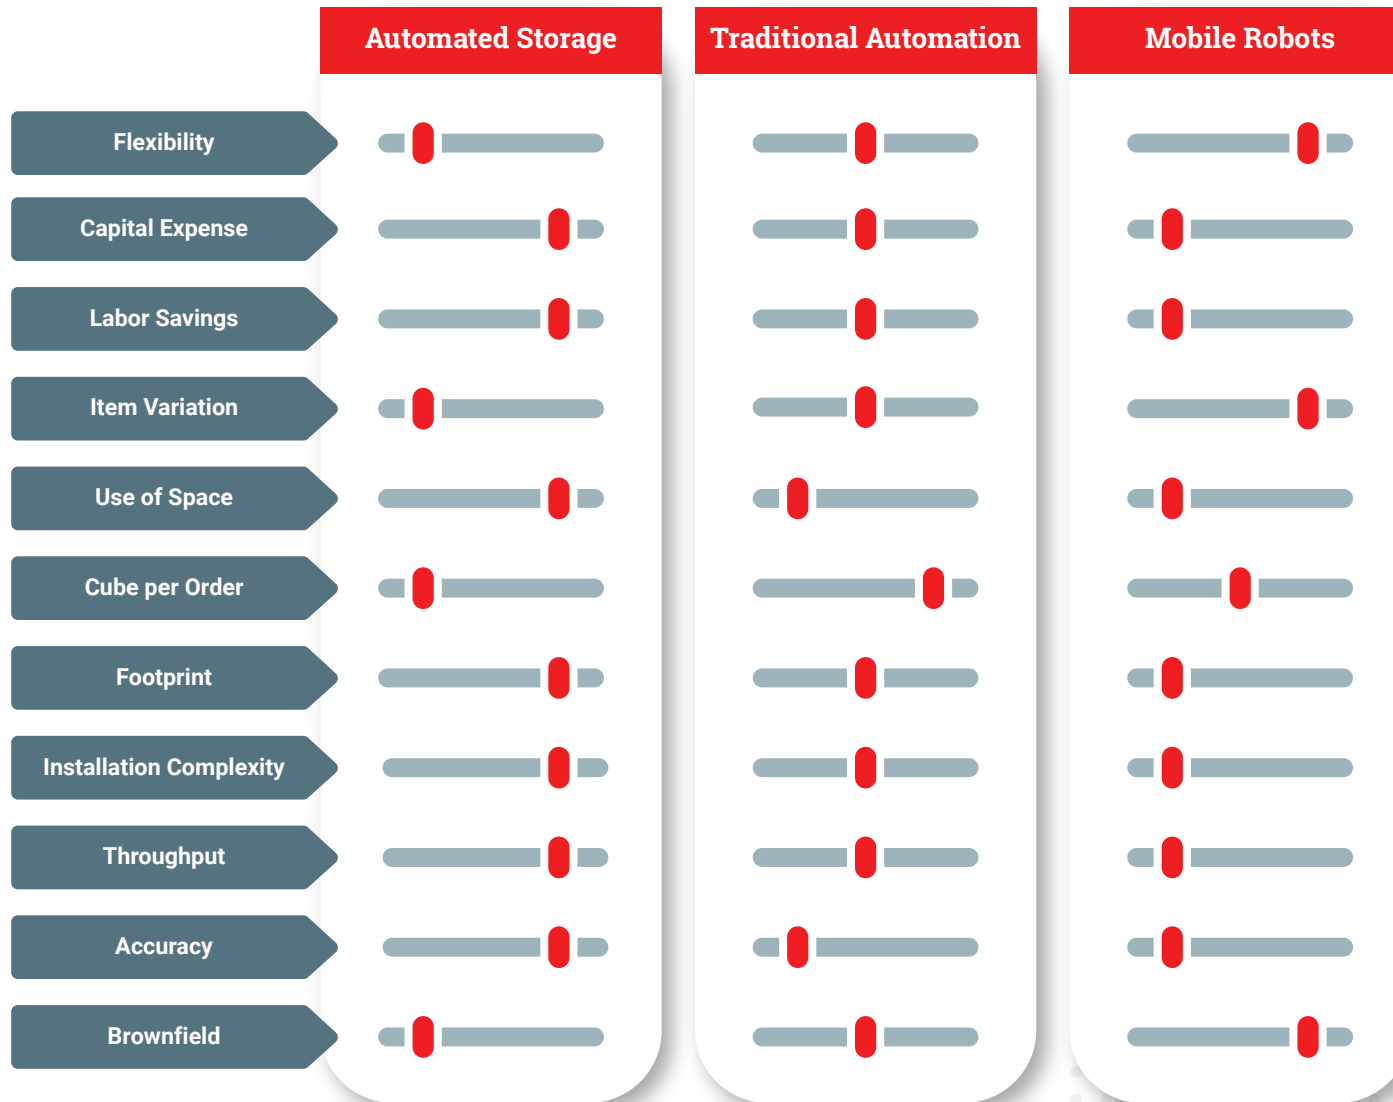 Automated Storage
Traditional Automation
Mobile Robots
Flexibility
Capital Expense
Labor Savings
Item Variation
Use of Space
Cube per Order
Footprint
Installation Complexity
Throughput
Accuracy
Brownfield